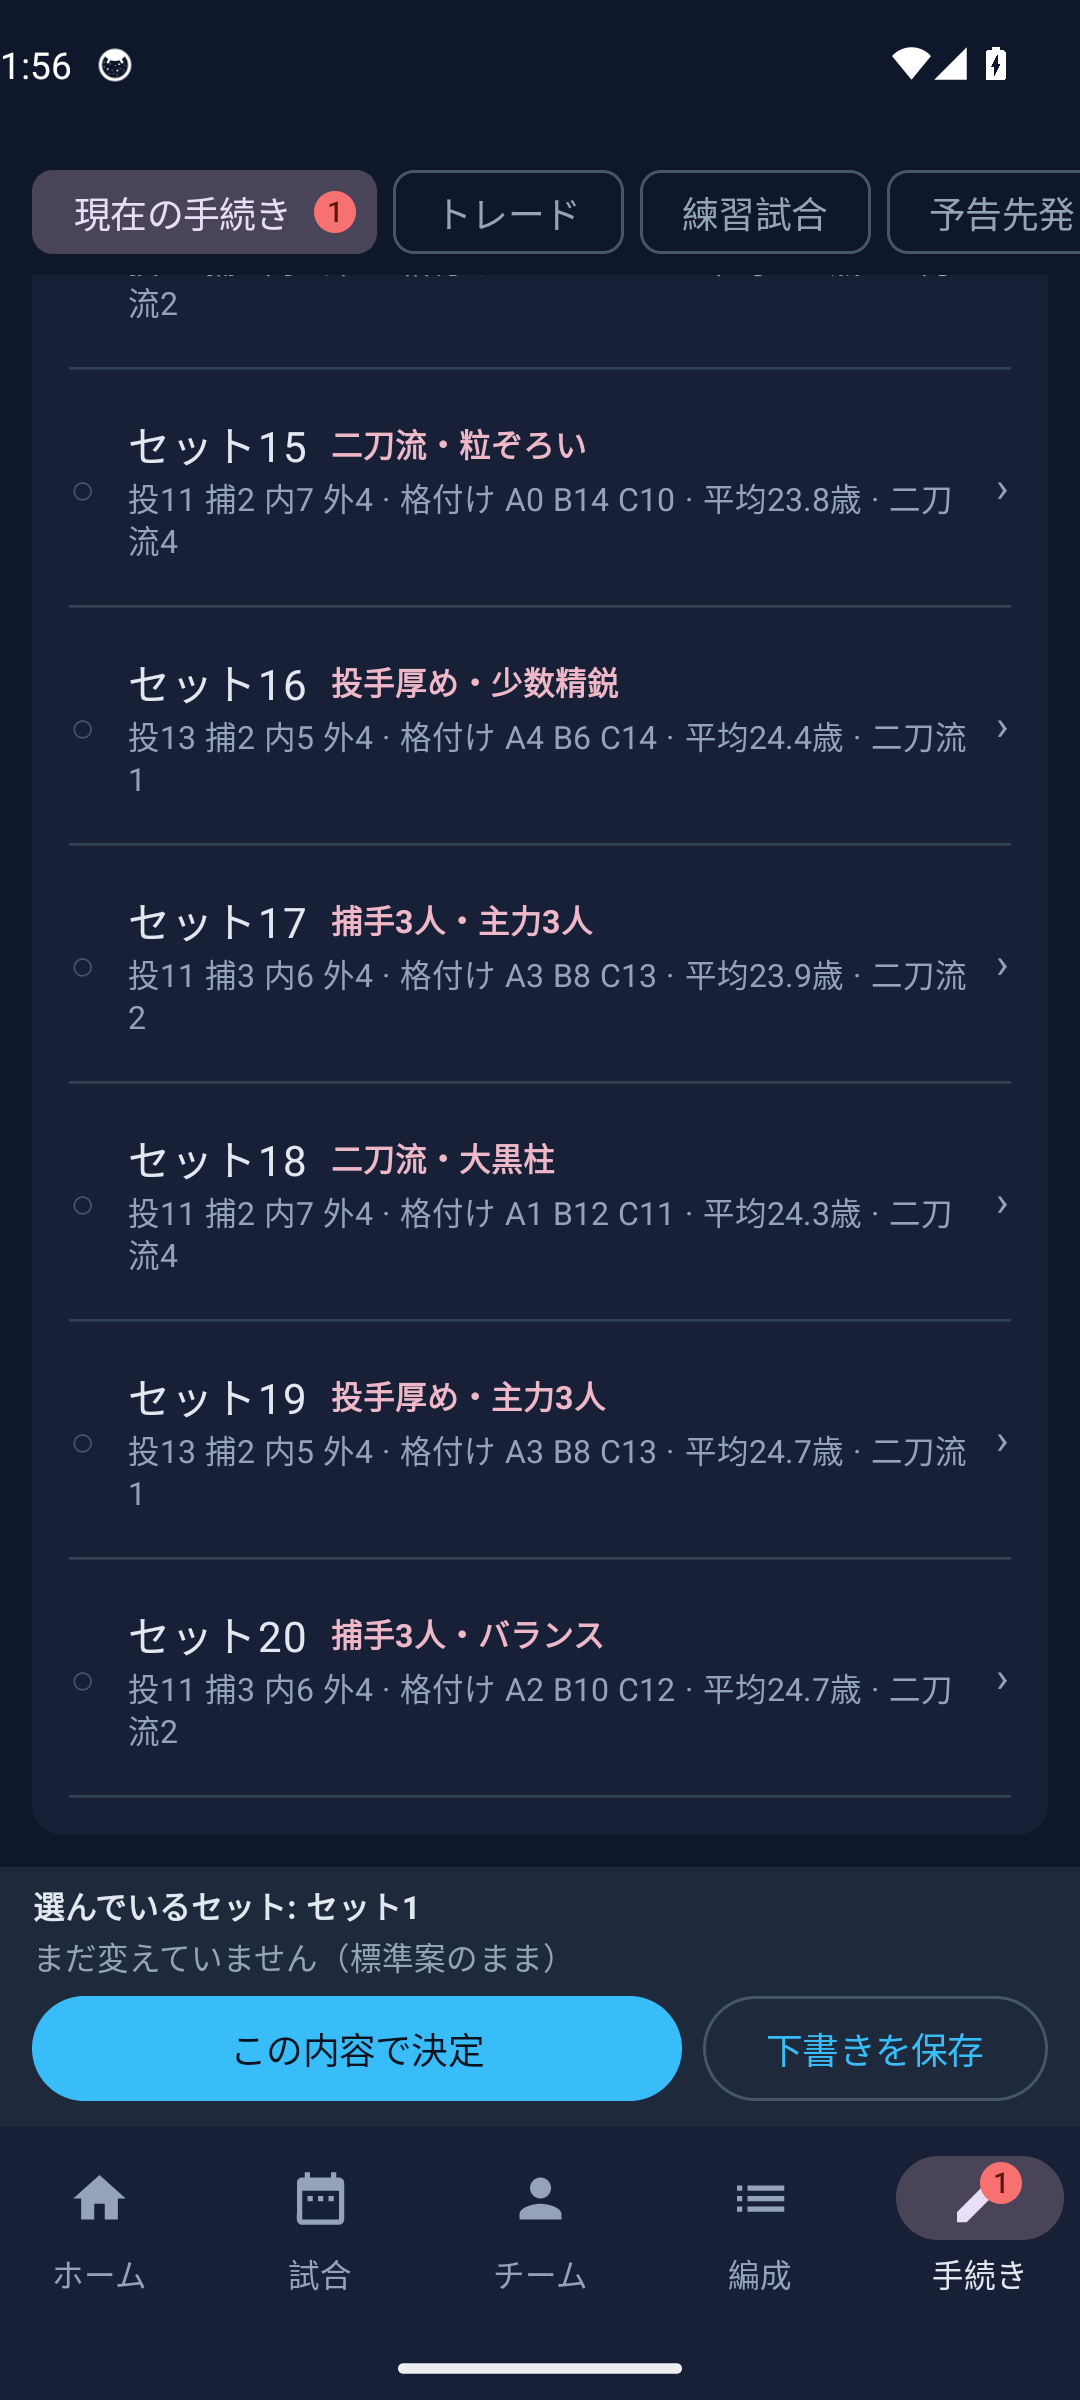 1:56
現在の手続き 1
トレード
練習試合
予告先発
流2
セット15 二刀流・粒ぞろい
投11 捕2 内7 外4 · 格付け A0 B14 C10 · 平均23.8歳 · 二刀
流4
セット16 投手厚め・少数精鋭
投13 捕2 内5 外4 · 格付け A4 B6 C14 · 平均24.4歳 · 二刀流
1
セット17 捕手3人・主力3人
投11 捕3 内6 外4 · 格付け A3 B8 C13 · 平均23.9歳 · 二刀流
2
セット18 二刀流・大黒柱
投11 捕2 内7 外4 · 格付け A1 B12 C11 · 平均24.3歳 · 二刀
流4
セット19 投手厚め・主力3人
投13 捕2 内5 外4 · 格付け A3 B8 C13 · 平均24.7歳 · 二刀流
1
セット20 捕手3人・バランス
投11 捕3 内6 外4 · 格付け A2 B10 C12 · 平均24.7歳 · 二刀
流2
選んでいるセット: セット1
まだ変えていません（標準案のまま）
この内容で決定
下書きを保存
1
ホーム
試合
チーム
編成
手続き